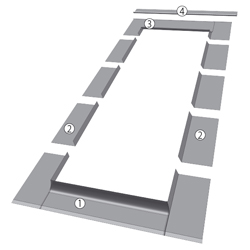 ④
③
② ②
①